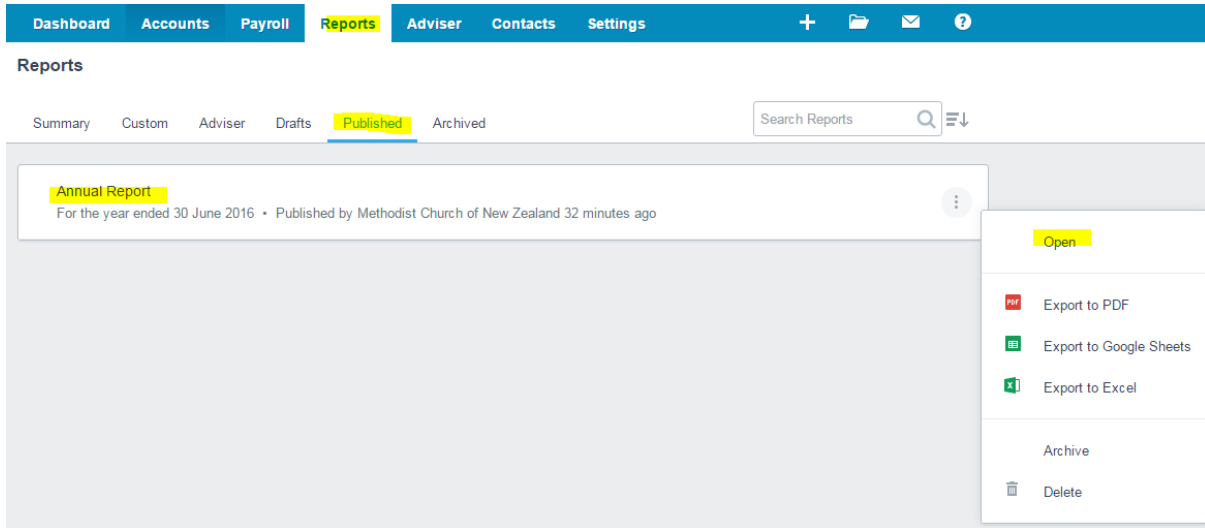 Dashboard Accounts Payroll Reports Adviser Contacts Settings
Reports
Summary Custom Adviser Drafts Published Archived Search Reports
Annual Report
For the year ended 30 June 2016 • Published by Methodist Church of New Zealand 32 minutes ago
Open
PDF Export to PDF
Export to Google Sheets
Export to Excel
Archive
Delete